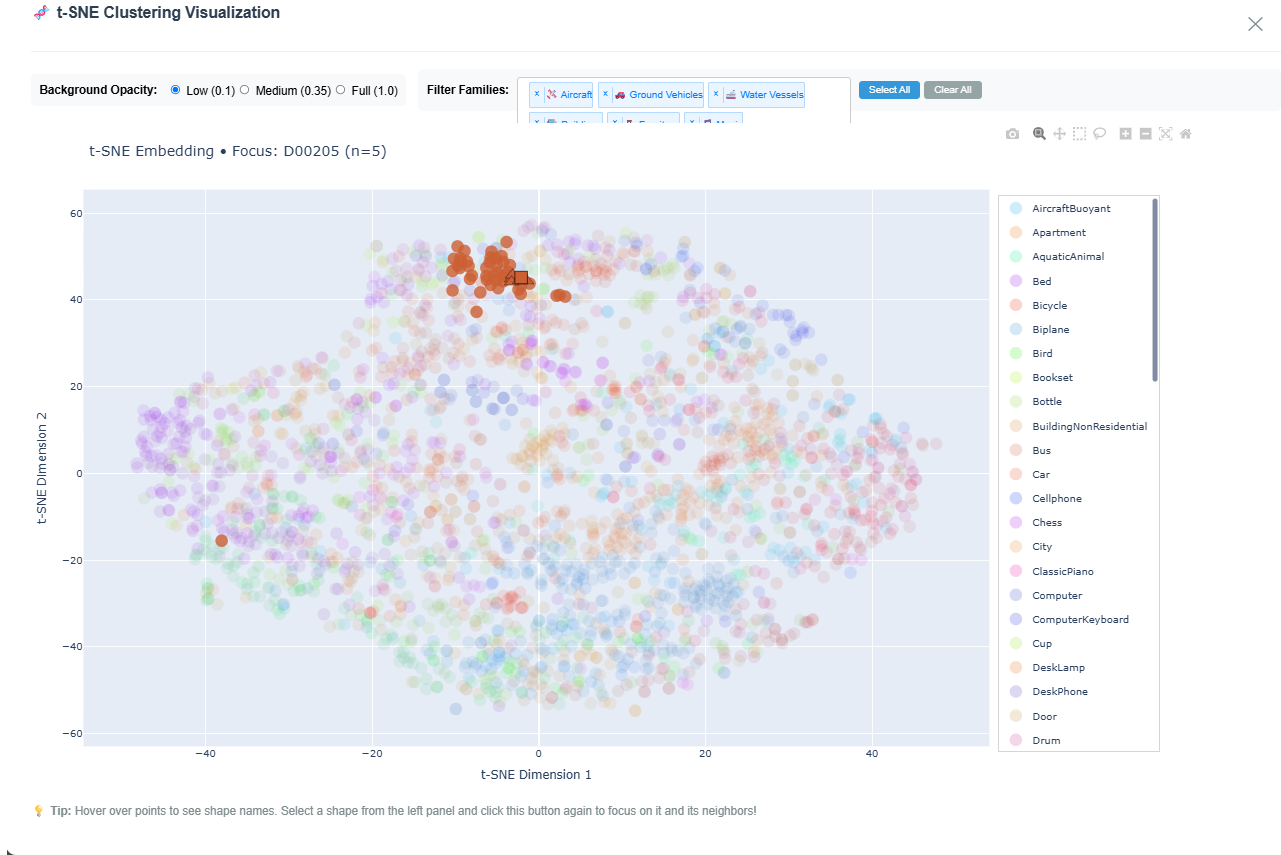 t-SNE Clustering Visualization
Background Opacity: Low (0.1) Medium (0.35) Full (1.0)
Filter Families:
× Aircraft × Ground Vehicles × Water Vessels
Select All
Clear All
t-SNE Embedding • Focus: D00205 (n=5)
60
40
20
0
−20
−40
−60
t-SNE Dimension 2
−40
−20
0
20
40
t-SNE Dimension 1
AircraftBuoyant
Apartment
AquaticAnimal
Bed
Bicycle
Biplane
Bird
Bookset
Bottle
BuildingNonResidential
Bus
Car
Cellphone
Chess
City
ClassicPiano
Computer
ComputerKeyboard
Cup
DeskLamp
DeskPhone
Door
Drum
Tip: Hover over points to see shape names. Select a shape from the left panel and click this button again to focus on it and its neighbors!